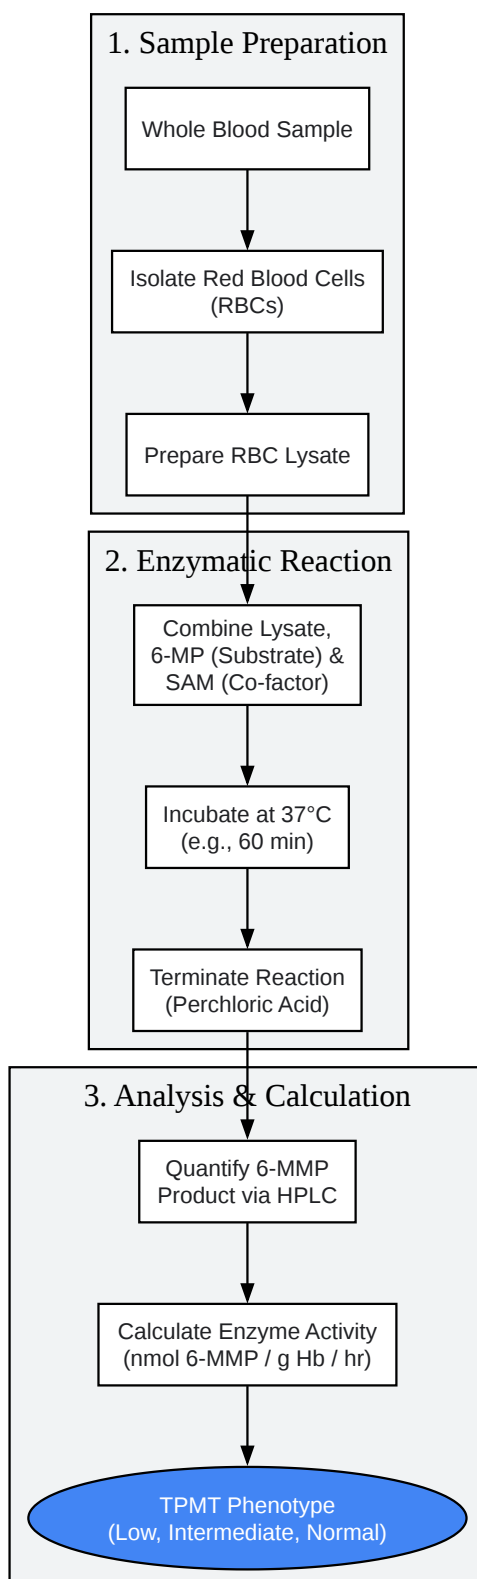 1. Sample Preparation
Whole Blood Sample
Isolate Red Blood Cells
(RBCs)
Prepare RBC Lysate
2. Enzymatic Reaction
Combine Lysate,
6-MP (Substrate) &
SAM (Co-factor)
Incubate at 37°C
(e.g., 60 min)
Terminate Reaction
(Perchloric Acid)
3. Analysis & Calculation
Quantify 6-MMP
Product via HPLC
Calculate Enzyme Activity
(nmol 6-MMP / g Hb / hr)
TPMT Phenotype
(Low, Intermediate, Normal)